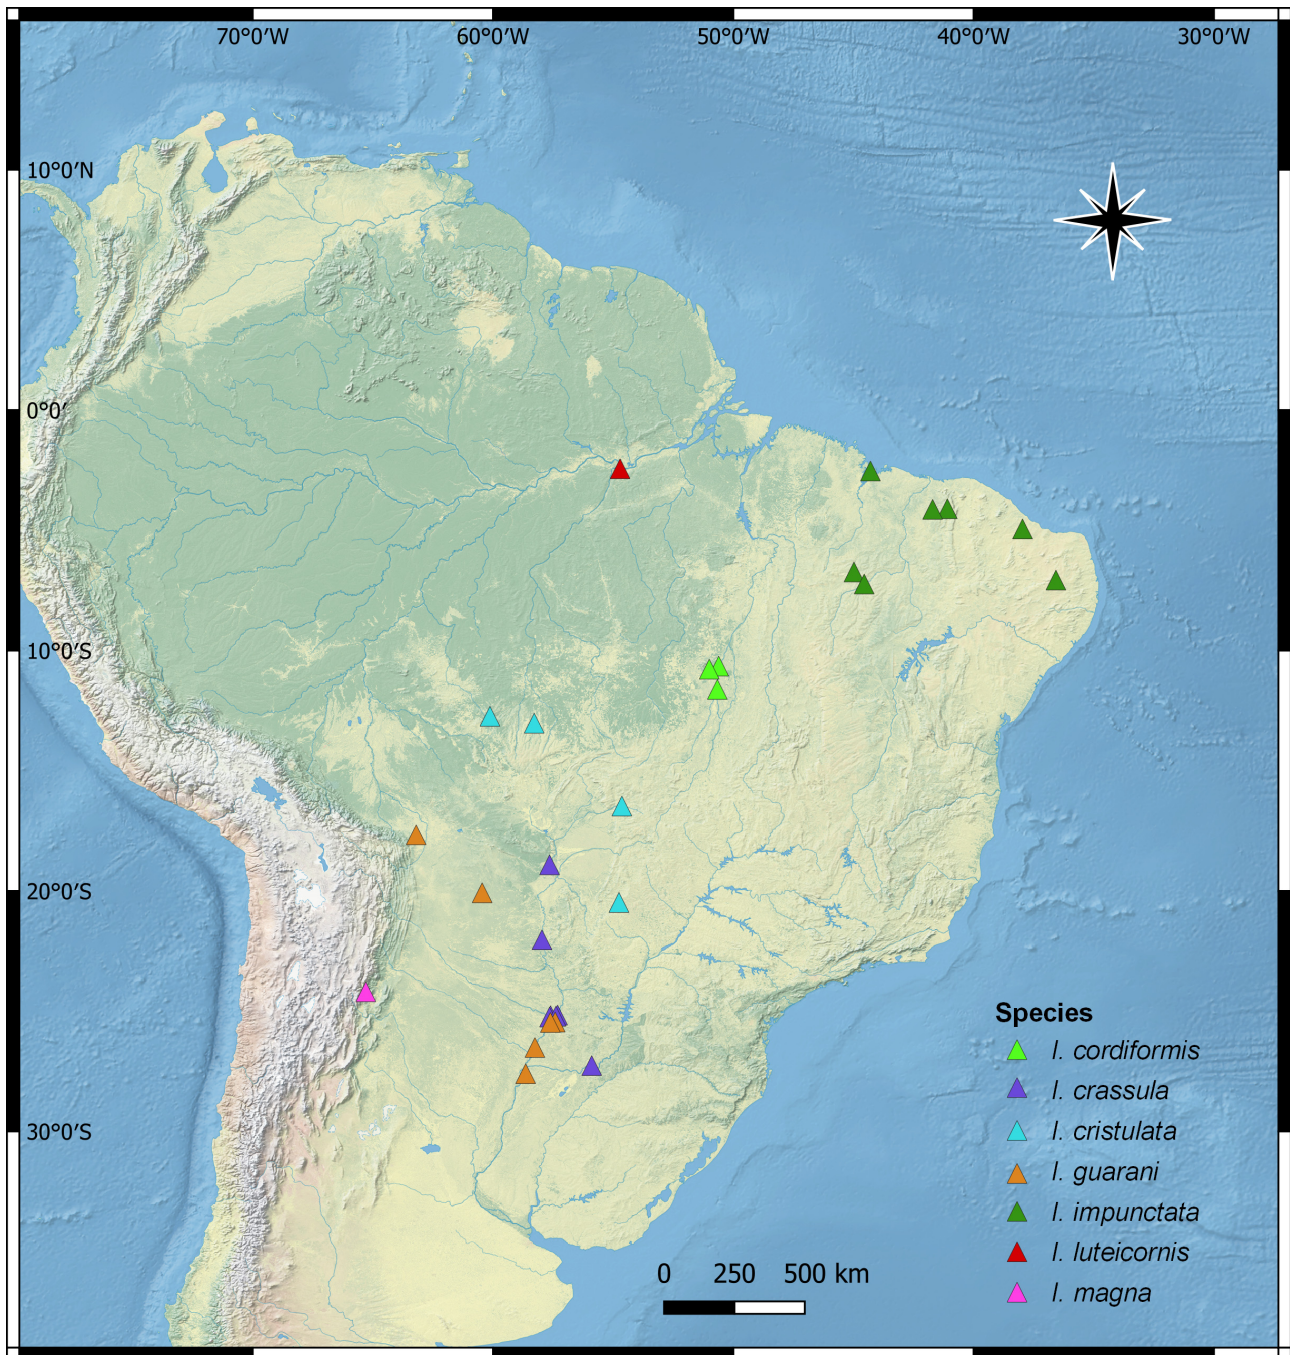 70°0′W 60°0′W 50°0′W 40°0′W 30°0′W
10°0′N
0°0′
10°0′S
20°0′S
30°0′S
Species
I. cordiformis
I. crassula
I. cristulata
I. guarani
I. impunctata
I. luteicornis
I. magna
0 250 500 km